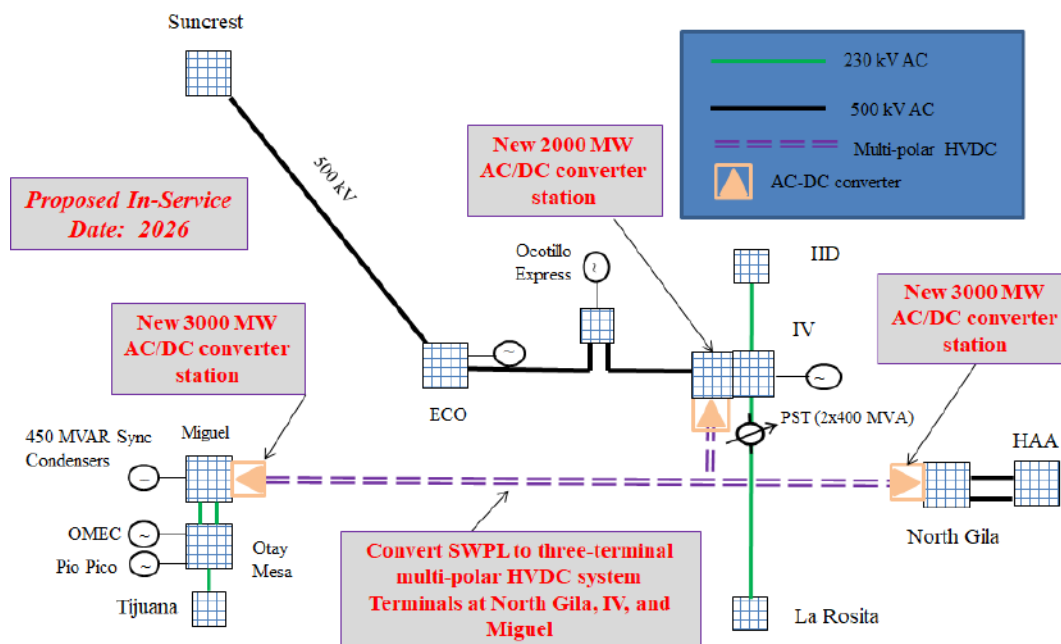 Suncrest
230 kV AC
500 kV AC
Multi-polar HVDC
AC-DC converter
New 2000 MW
AC/DC converter
station
500 kV
Proposed In-Service
Date: 2026
Ocotillo
Express
~
IID
New 3000 MW
AC/DC converter
station
IV
New 3000 MW
AC/DC converter
station
~
~
ECO
PST (2x400 MVA)
450 MVAR Sync
Condensers
Miguel
HAA
OMEC
~
Pio Pico
~
Otay
Mesa
Convert SWPL to three-terminal
multi-polar HVDC system
Terminals at North Gila, IV, and
Miguel
North Gila
Tijuana
La Rosita